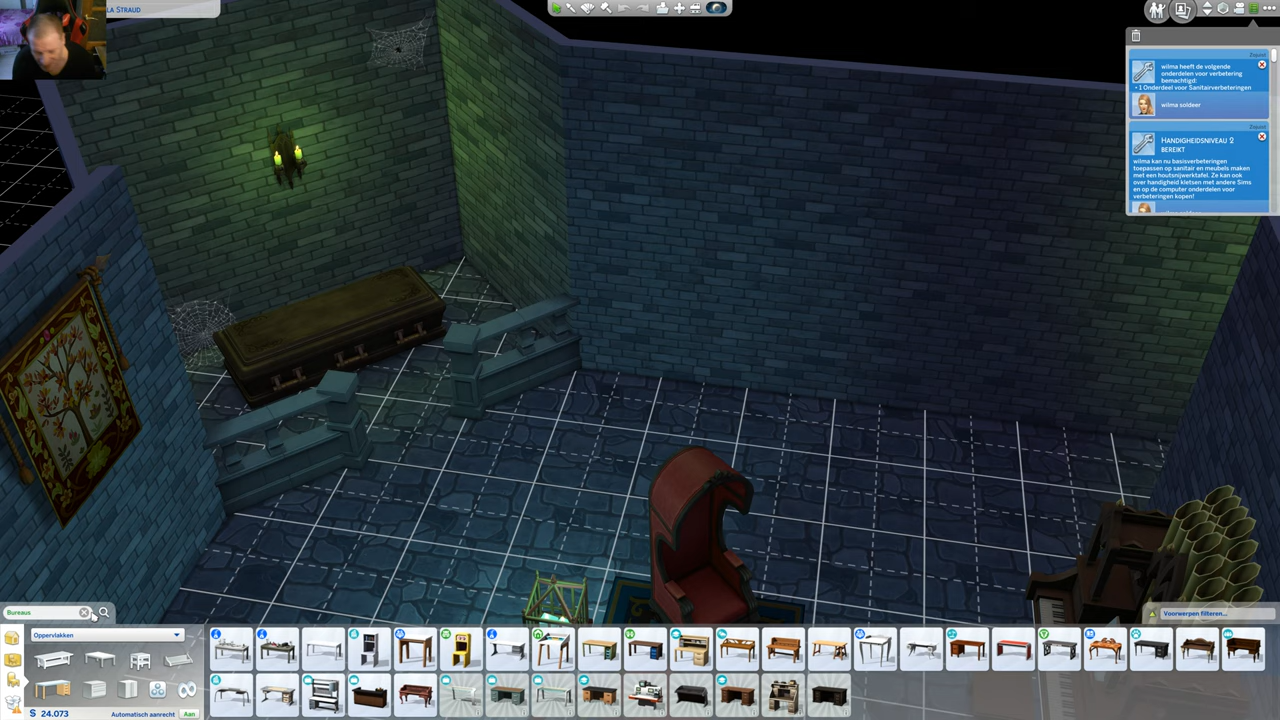 LA STRAUD
Zojuist
wilma heeft de volgende
onderdelen voor verbetering
bemachtigd:
• 1 Onderdeel voor Sanitairverbeteringen
wilma soldeer
Zojuist
HANDIGHEIDSNIVEAU 2
BEREIKT
wilma kan nu basisverbeteringen
toepassen op sanitair en meubels maken
met een houtsnijwerktafel. Ze kan ook
over handigheid kletsen met andere Sims
en op de computer onderdelen voor
verbeteringen kopen!
Bureaus
Voorwerpen filteren...
Oppervlakken
§ 24.073
Automatisch aanrecht
Aan